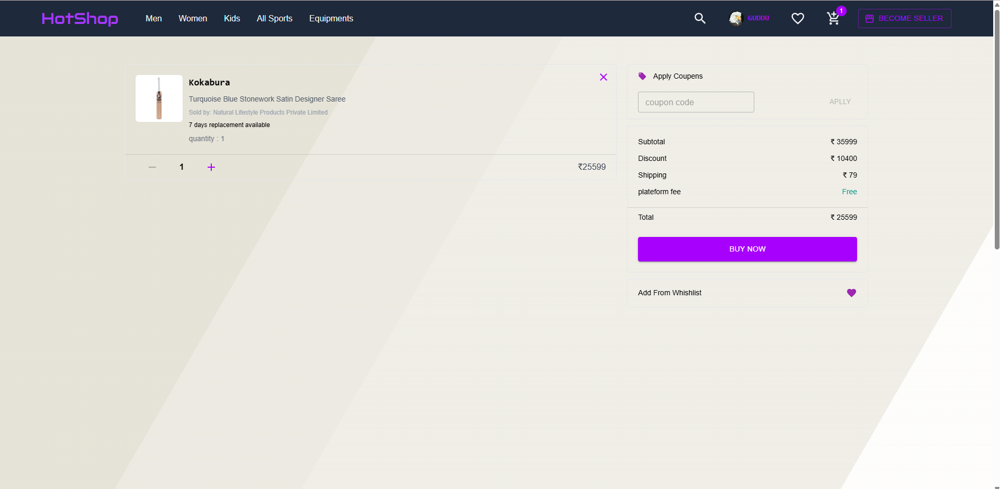 HotShop Men Women Kids All Sports Equipments GUDDU 1 BECOME SELLER
Kokabura
Turquoise Blue Stonework Satin Designer Saree
Sold by: Natural Lifestyle Products Private Limited
7 days replacement available
quantity : 1
1 ₹25599
Apply Coupens
coupon code APLLY
Subtotal ₹ 35999
Discount ₹ 10400
Shipping ₹ 79
plateform fee Free
Total ₹ 25599
BUY NOW
Add From Whishlist